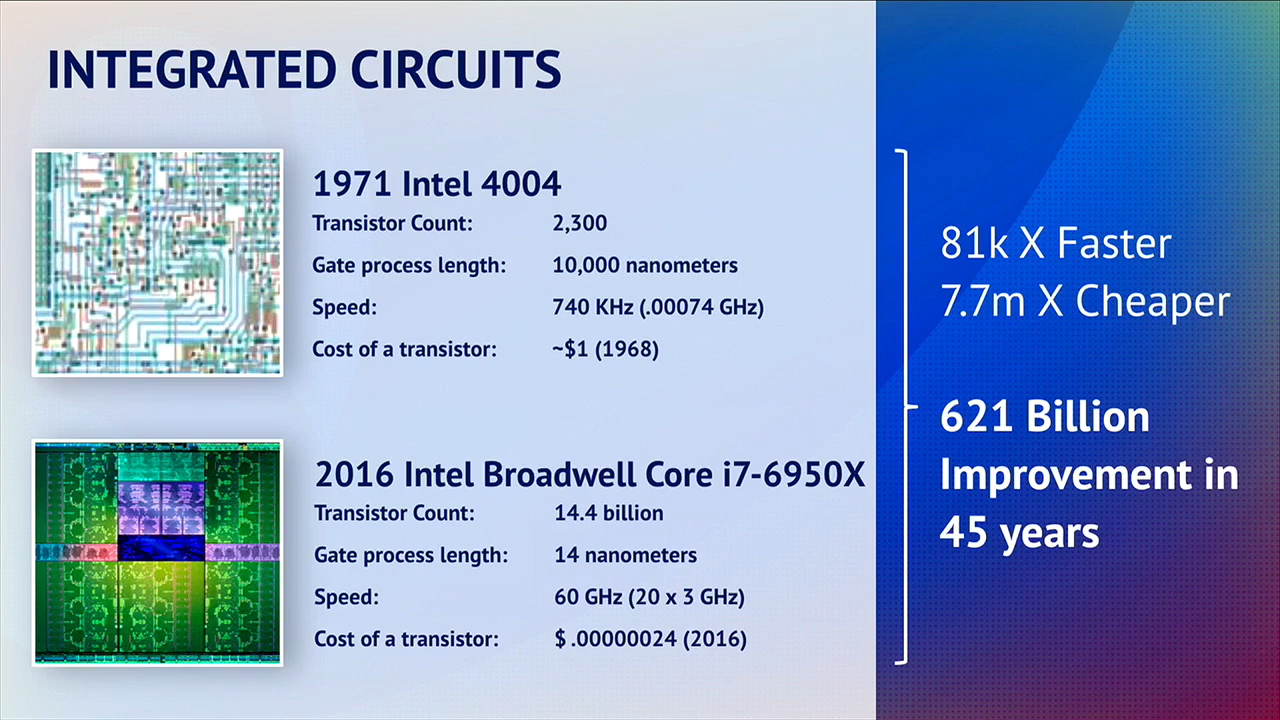 INTEGRATED CIRCUITS
1971 Intel 4004
Transistor Count: 2,300
Gate process length: 10,000 nanometers
Speed: 740 KHz (.00074 GHz)
Cost of a transistor: ~$1 (1968)
2016 Intel Broadwell Core i7-6950X
Transistor Count: 14.4 billion
Gate process length: 14 nanometers
Speed: 60 GHz (20 x 3 GHz)
Cost of a transistor: $ .00000024 (2016)
81k X Faster
7.7m X Cheaper
621 Billion
Improvement in
45 years